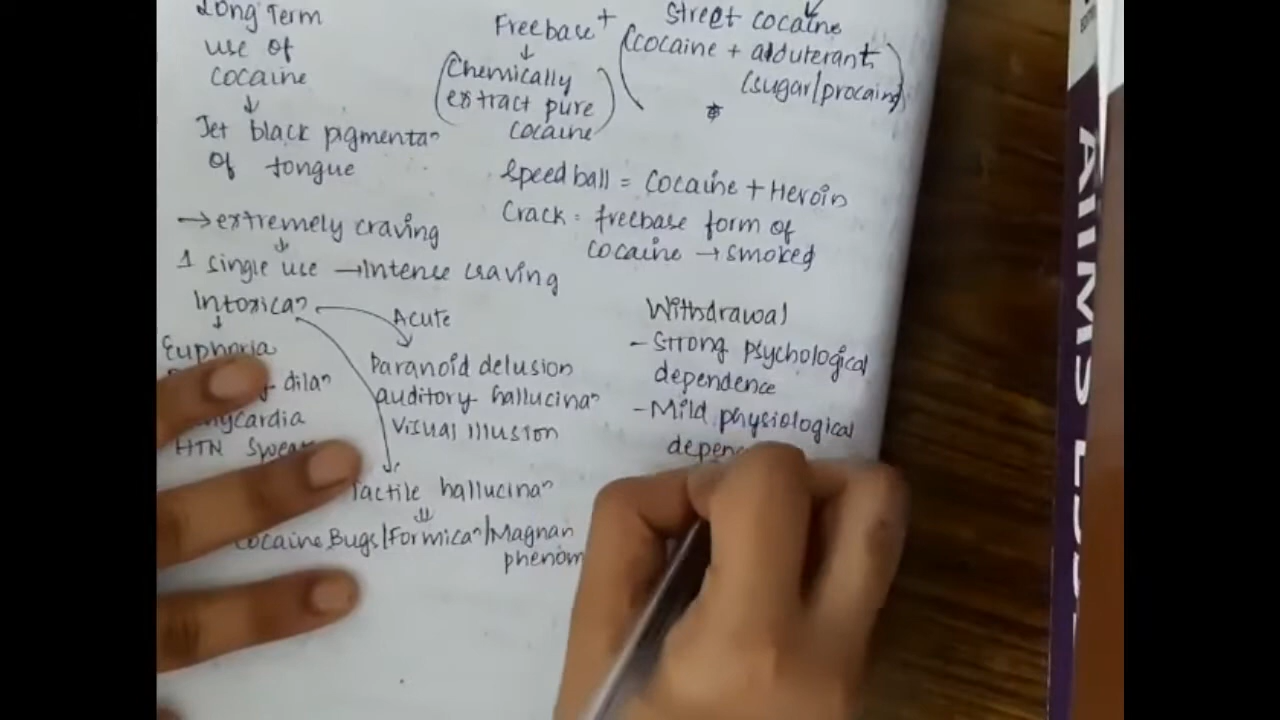 Long Term
use of
cocaine
↓
Jet black pigmentaⁿ
of tongue
→ extremely craving
↓
1 single use → Intense craving
Intoxicaⁿ
↓
Euphoria
dilaⁿ
HTN
Acute
Paranoid delusion
auditory hallucinaⁿ
Visual Illusion
Tactile hallucinaⁿ
⇓
Cocaine Bugs/Formicaⁿ/Magnan
phenom
Freebase +
↓
(Chemically
extract pure
cocaine)
Street cocaine
(cocaine + adduterant
(sugar/procain)
Speed ball = Cocaine + Heroin
Crack = freebase form of
cocaine → smoked
Withdrawal
- Strong psychological
dependence
- Mild physiological
AIIMS